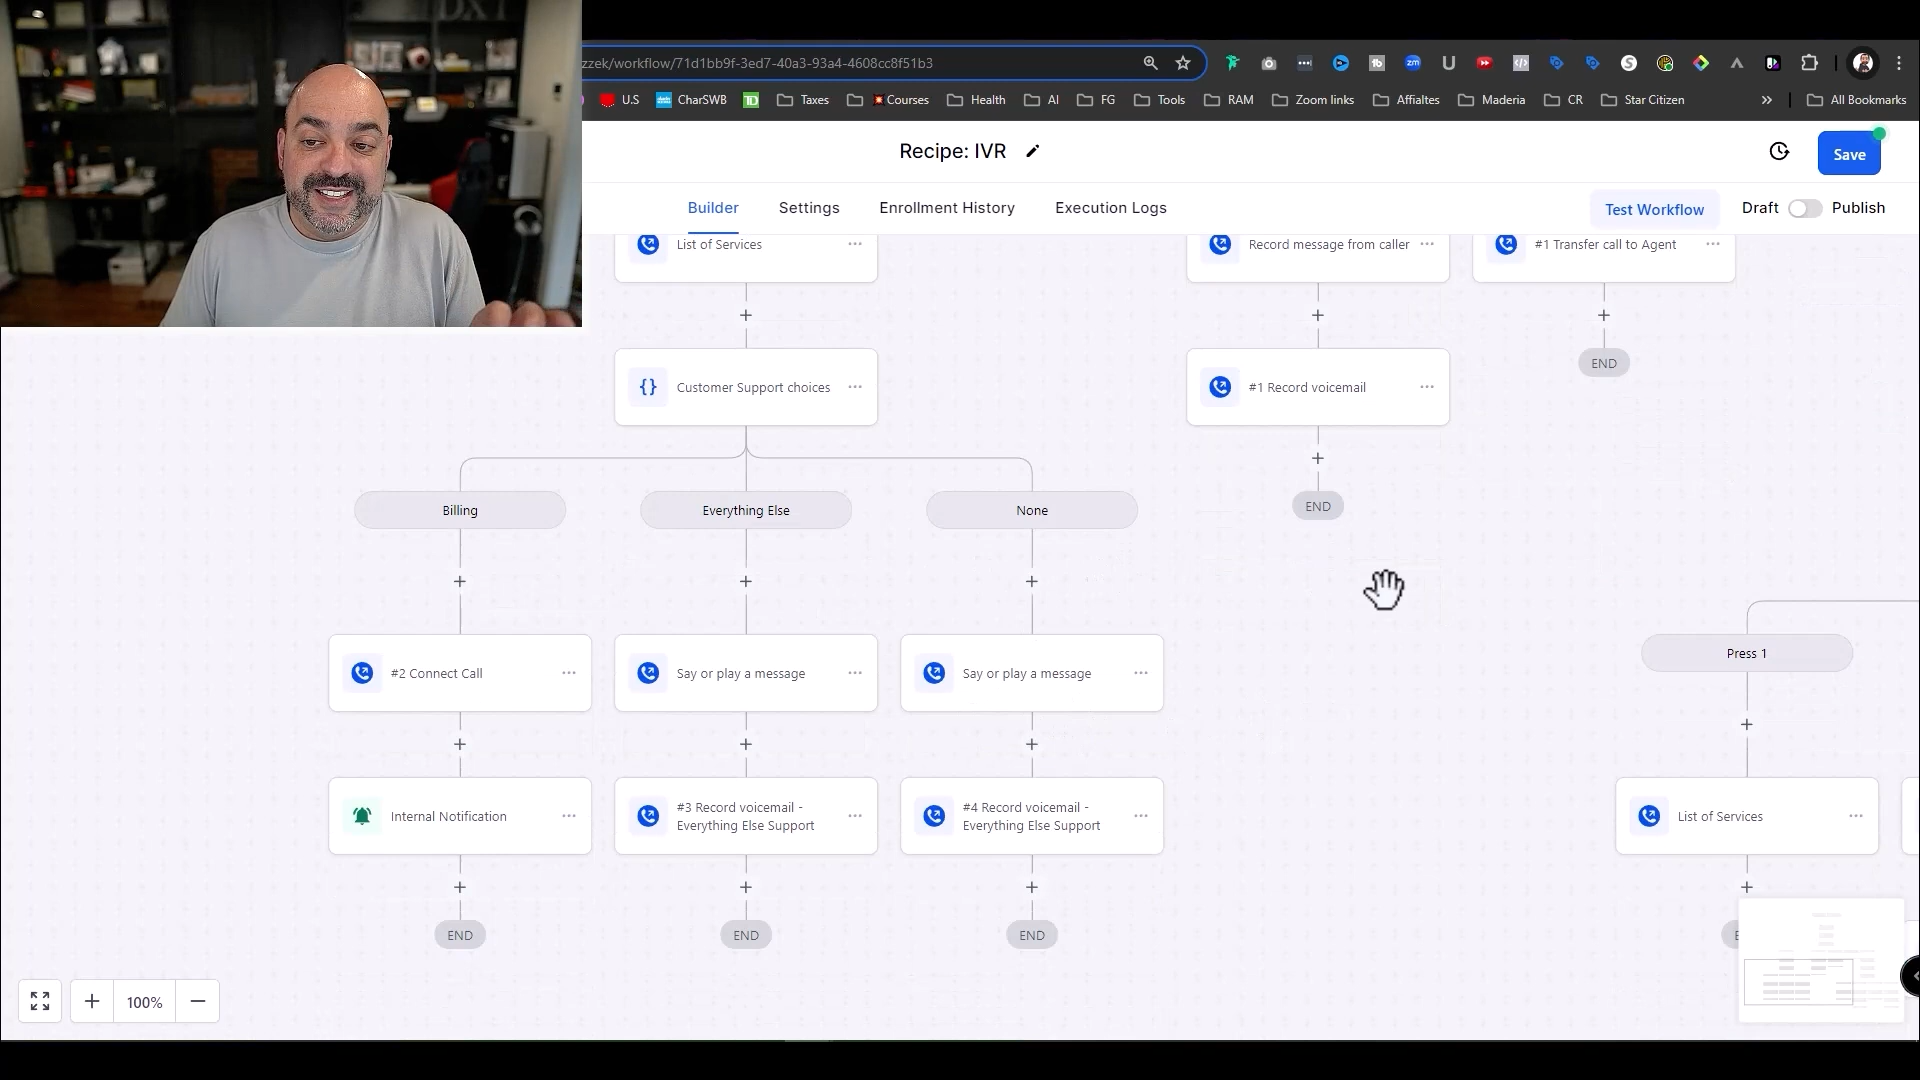 DXT
zzek/workflow/71d1bb9f-3ed7-40a3-93a4-4608cc8f51b3
U.S
CharSWB
Taxes
Courses
Health
AI
FG
Tools
RAM
Zoom links
Affialtes
Maderia
CR
Star Citizen
All Bookmarks
Recipe: IVR
Save
Builder
Settings
Enrollment History
Execution Logs
Test Workflow
Draft
Publish
List of Services
Record message from caller
#1 Transfer call to Agent
END
Customer Support choices
#1 Record voicemail
END
Billing
Everything Else
None
Press 1
#2 Connect Call
Say or play a message
Say or play a message
Internal Notification
#3 Record voicemail -
Everything Else Support
#4 Record voicemail -
Everything Else Support
List of Services
END
END
END
100%